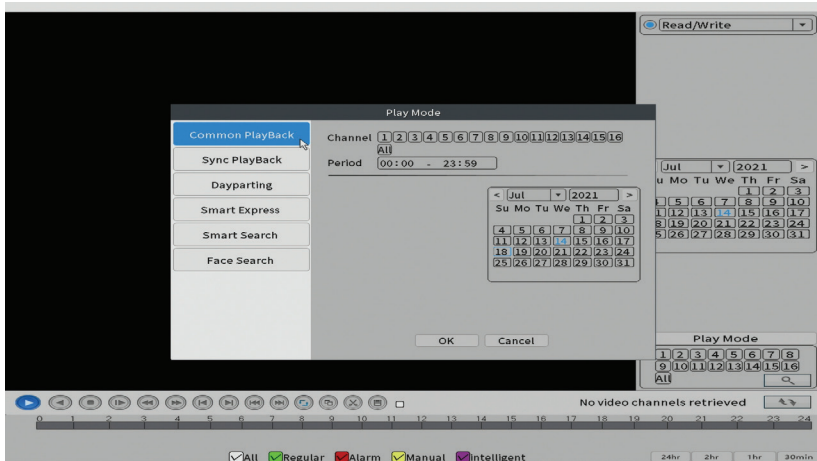 Read/Write
Play Mode
Common PlayBack
Sync PlayBack
Dayparting
Smart Express
Smart Search
Face Search
Channel 1 2 3 4 5 6 7 8 9 10 11 12 13 14 15 16
All
Period 00:00 - 23:59
< Jul 2021 >
Su Mo Tu We Th Fr Sa
1 2 3
4 5 6 7 8 9 10
11 12 13 14 15 16 17
18 19 20 21 22 23 24
25 26 27 28 29 30 31
OK Cancel
Jul 2021 >
u Mo Tu We Th Fr Sa
1 2 3
5 6 7 8 9 10
1 12 13 14 15 16 17
8 19 20 21 22 23 24
5 26 27 28 29 30 31
Play Mode
1 2 3 4 5 6 7 8
9 10 11 12 13 14 15 16
All
No video channels retrieved
0 1 2 3 4 5 6 7 8 9 10 11 12 13 14 15 16 17 18 19 20 21 22 23 24
All Regular Alarm Manual Intelligent
24hr 2hr 1hr 30min